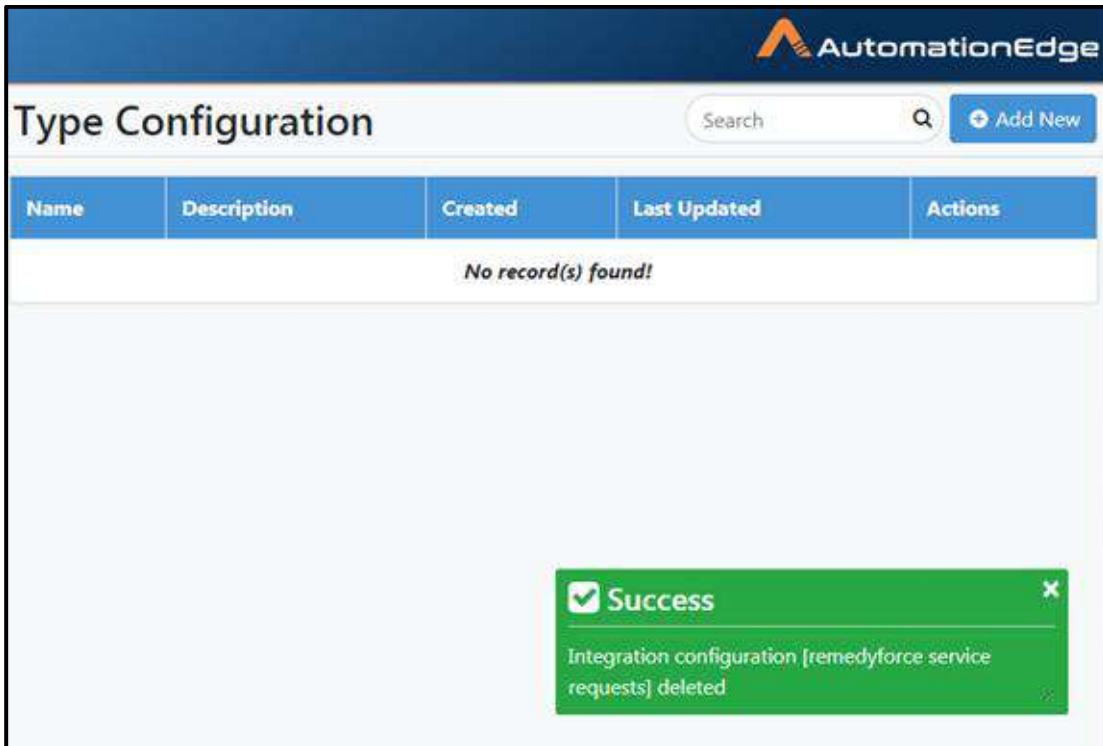 AutomationEdge
Type Configuration
Search
Add New
Name Description Created Last Updated Actions
No record(s) found!
Success
Integration configuration [remedyforce service
requests] deleted